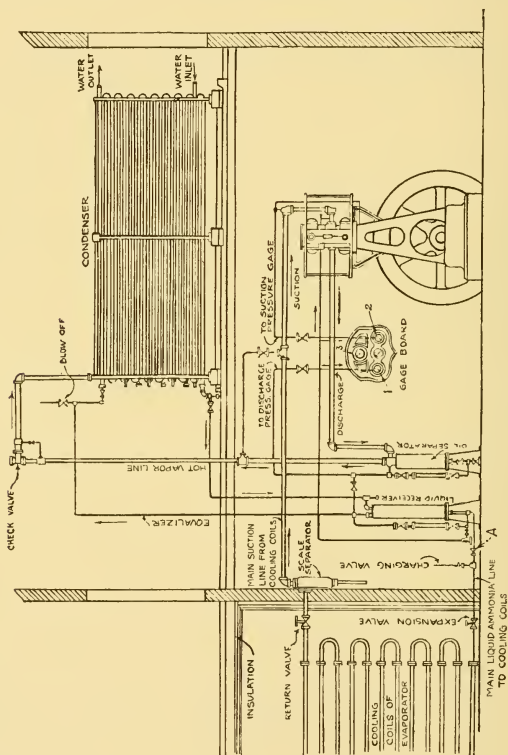 WATER
OUTLET
WATER
INLET
CONDENSER
BLOW OFF
CHECK VALVE
HOT VAPOR LINE
EQUALIZER
SUCTION
TO SUCTION
PRESSURE GAGE
TO DISCHARGE
PRESS. GAGE
DISCHARGE
3
2
1
GAGE BOARD
OIL SEPARATOR
LIQUID RECEIVER
MAIN SUCTION
LINE FROM
COOLING COILS
SCALE
SEPARATOR
CHARGING VALVE
A
INSULATION
RETURN VALVE
EXPANSION VALVE
COOLING
COILS OF
EVAPORATOR
MAIN LIQUID AMMONIA LINE
TO COOLING COILS